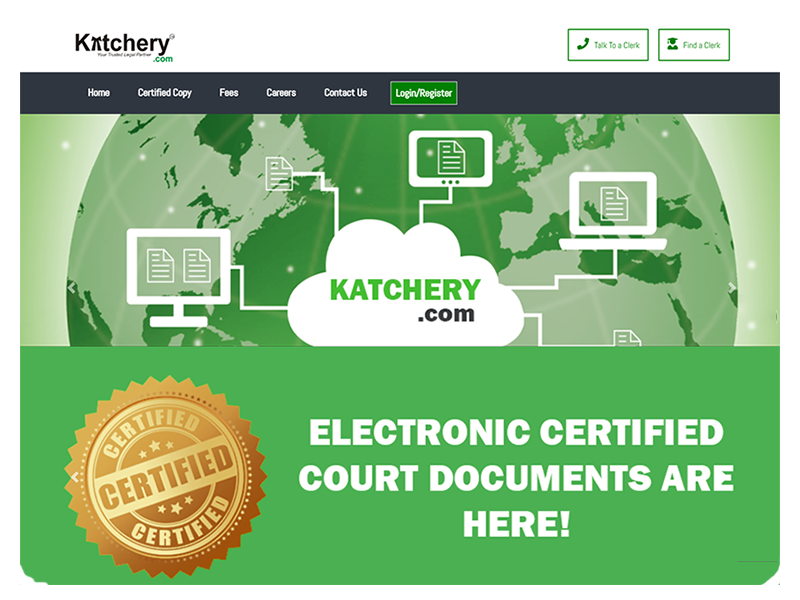 Katchery
Your Trusted Legal Partner
.com
Talk To a Clerk
Find a Clerk
Home
Certified Copy
Fees
Careers
Contact Us
Login/Register
KATCHERY
.com
CERTIFIED
CERTIFIED
CERTIFIED
ELECTRONIC CERTIFIED
COURT DOCUMENTS ARE
HERE!